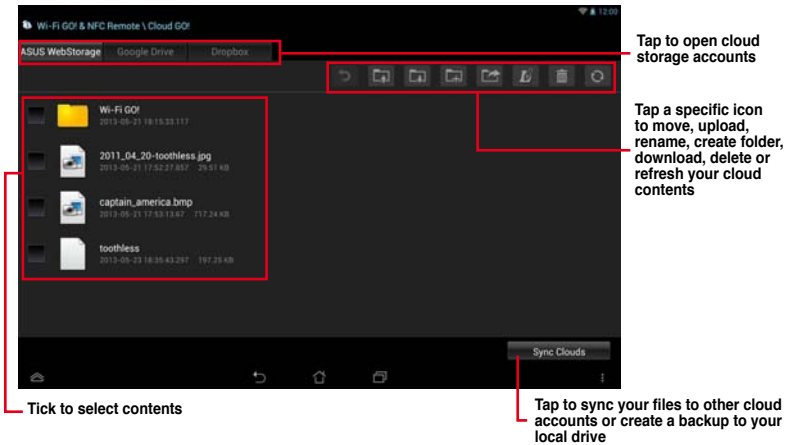 12:00
Wi-Fi GO! & NFC Remote \ Cloud GO!
ASUS WebStorage Google Drive Dropbox
Tap to open cloud
storage accounts
Wi-Fi GO!
2013-05-21 18:15:33.117
2011_04_20-toothless.jpg
2013-05-21 17:52:27.857 29.51 KB
captain_america.bmp
2013-05-21 17:53:13.67 717.24 KB
toothless
2013-05-23 18:35:43.297 197.25 KB
Tap a specific icon
to move, upload,
rename, create folder,
download, delete or
refresh your cloud
contents
Sync Clouds
Tick to select contents
Tap to sync your files to other cloud
accounts or create a backup to your
local drive